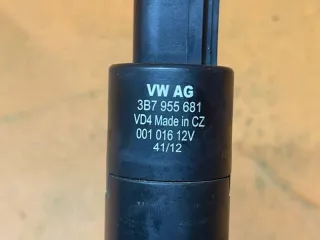 VW AG
3B7 955 681
VD4 Made in CZ
001 016 12V
41/12